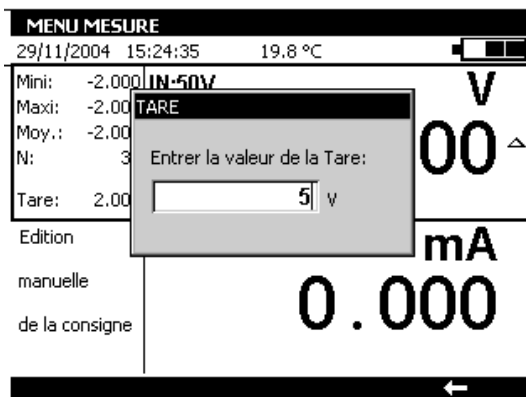 MENU MESURE
29/11/2004 15:24:35 19.8 °C
Mini: -2.000 IN:50V V
Maxi: -2.00
TARE
Moy.: -2.00
00
N: 3
Entrer la valeur de la Tare:
5 V
Tare: 2.00
Edition
mA
manuelle
0.000
de la consigne